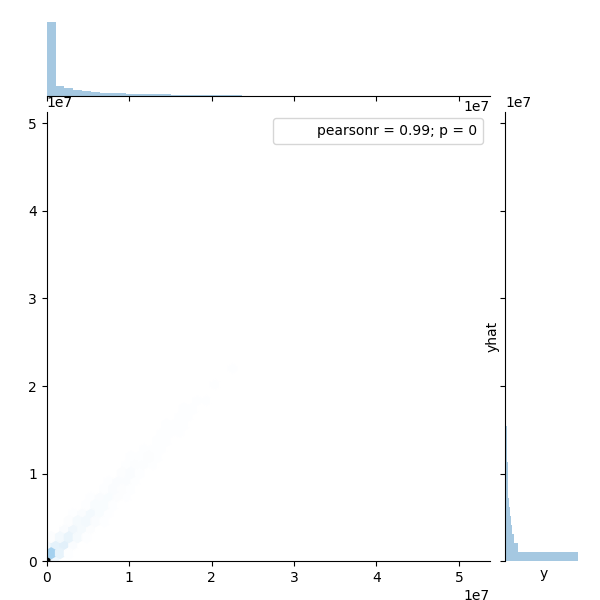 1e7
1e7
1e7
pearsonr = 0.99; p = 0
5
4
3
2
1
0
yhat
0 1 2 3 4 5
y
1e7